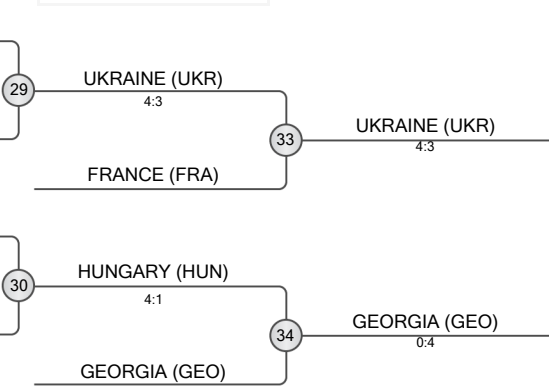 29
UKRAINE (UKR)
4:3
33
UKRAINE (UKR)
4:3
FRANCE (FRA)
30
HUNGARY (HUN)
4:1
34
GEORGIA (GEO)
0:4
GEORGIA (GEO)